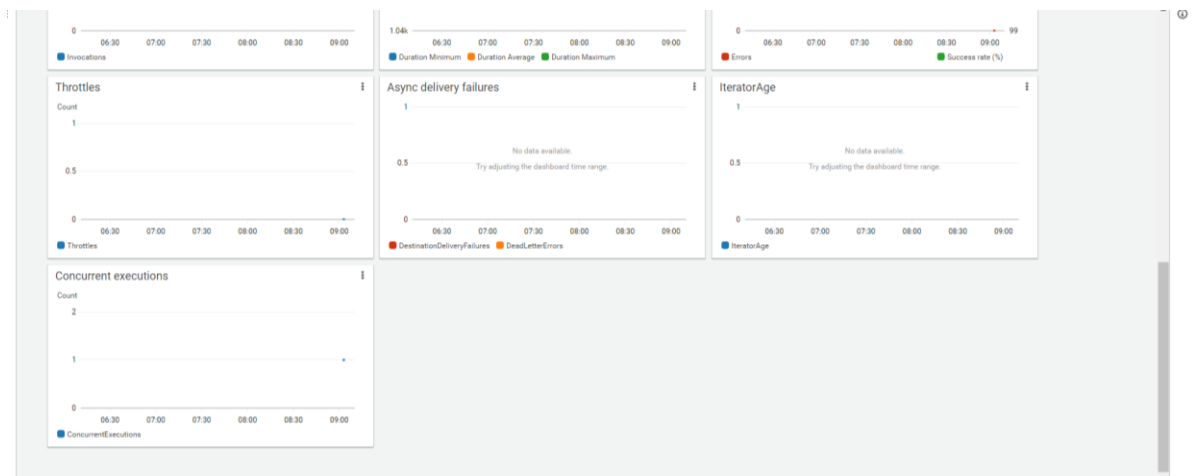 0
06:30 07:00 07:30 08:00 08:30 09:00
Invocations
1.04k
06:30 07:00 07:30 08:00 08:30 09:00
Duration Minimum Duration Average Duration Maximum
0 99
06:30 07:00 07:30 08:00 08:30 09:00
Errors Success rate (%)
Throttles
Count
1
0.5
0
06:30 07:00 07:30 08:00 08:30 09:00
Throttles
Async delivery failures
1
No data available.
0.5 Try adjusting the dashboard time range.
0
06:30 07:00 07:30 08:00 08:30 09:00
DestinationDeliveryFailures DeadLetterErrors
IteratorAge
1
No data available.
0.5 Try adjusting the dashboard time range.
0
06:30 07:00 07:30 08:00 08:30 09:00
IteratorAge
Concurrent executions
Count
2
1
0
06:30 07:00 07:30 08:00 08:30 09:00
ConcurrentExecutions